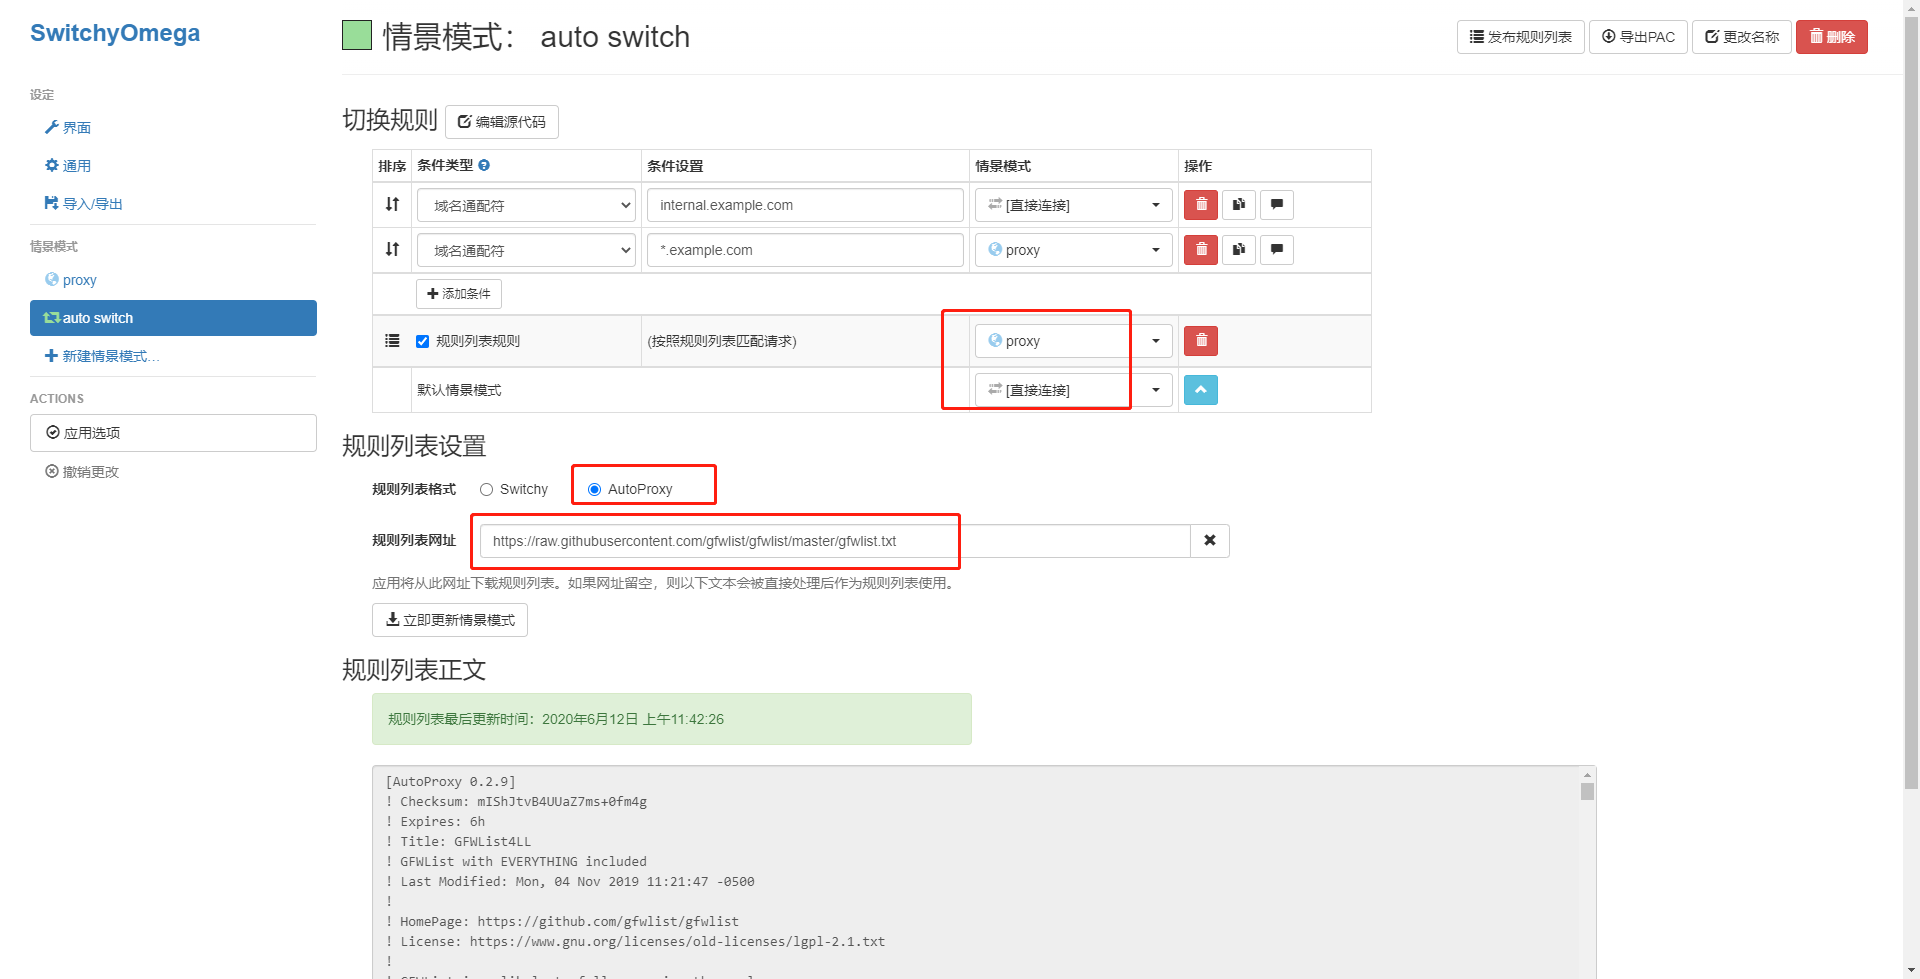 SwitchyOmega
设定
界面
通用
导入/导出
情景模式
proxy
auto switch
新建情景模式…
ACTIONS
应用选项
撤销更改
情景模式： auto switch
发布规则列表 导出PAC 更改名称 删除
切换规则 编辑源代码
排序 条件类型 条件设置 情景模式 操作
域名通配符 internal.example.com [直接连接]
域名通配符 *.example.com proxy
添加条件
规则列表规则 (按照规则列表匹配请求) proxy
默认情景模式 [直接连接]
规则列表设置
规则列表格式 Switchy AutoProxy
规则列表网址 https://raw.githubusercontent.com/gfwlist/gfwlist/master/gfwlist.txt
应用将从此网址下载规则列表。如果网址留空，则以下文本会被直接处理后作为规则列表使用。
立即更新情景模式
规则列表正文
规则列表最后更新时间：2020年6月12日 上午11:42:26
[AutoProxy 0.2.9]
! Checksum: mIShJtvB4UUaZ7ms+0fm4g
! Expires: 6h
! Title: GFWList4LL
! GFWList with EVERYTHING included
! Last Modified: Mon, 04 Nov 2019 11:21:47 -0500
!
! HomePage: https://github.com/gfwlist/gfwlist
! License: https://www.gnu.org/licenses/old-licenses/lgpl-2.1.txt
!